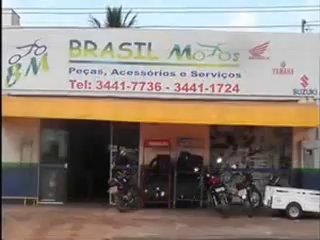 BRASIL MOTOS
BM
Peças, Acessórios e Serviços
YAMAHA
Tel: 3441-7736 - 3441-1724
SUZUKI